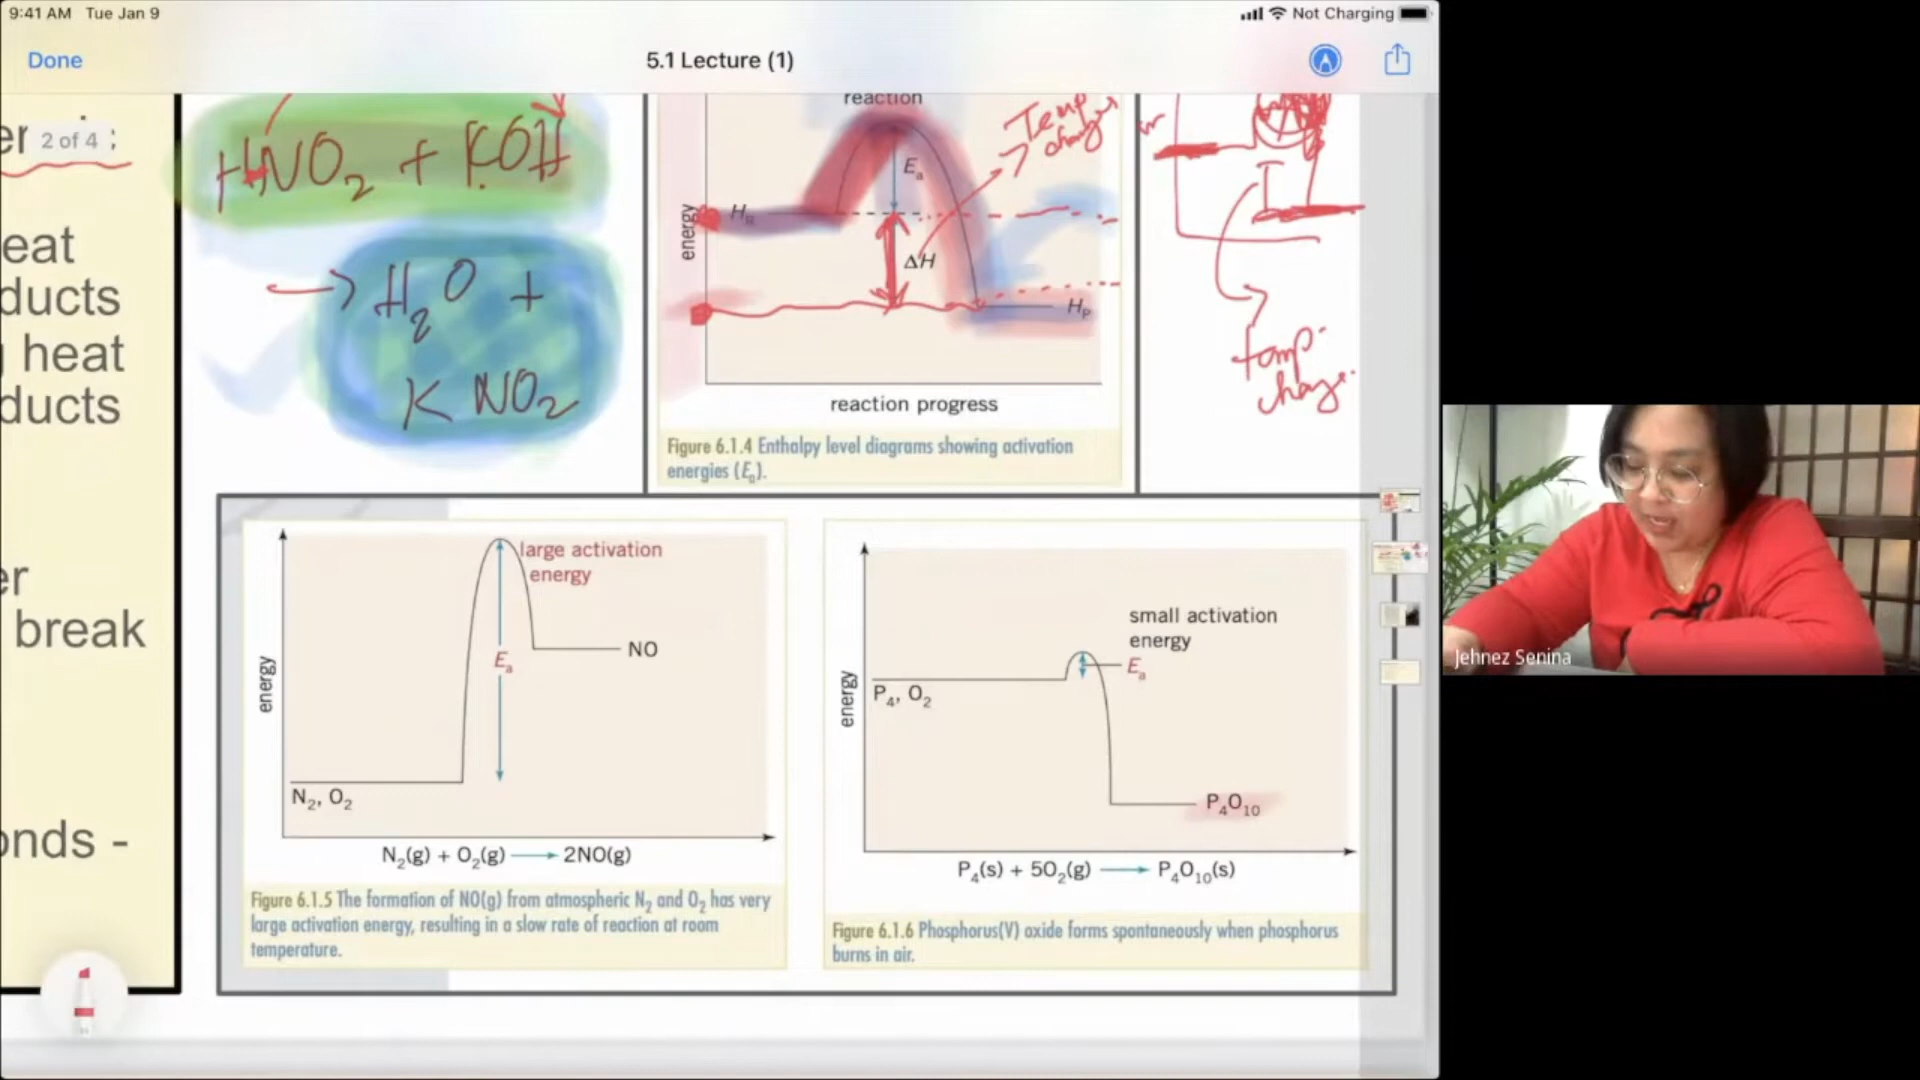 9:41 AM Tue Jan 9
Not Charging
Done
5.1 Lecture (1)
2 of 4
er
:
eat
ducts
heat
ducts
er
break
onds -
HNO2 + KOH
→ H2O +
KNO2
reaction
Temp
changes
Ea
HR
energy
ΔH
HP
reaction progress
Figure 6.1.4 Enthalpy level diagrams showing activation
energies (Ea).
temp.
change
large activation
energy
Ea
NO
energy
N2, O2
N2(g) + O2(g) ⟶ 2NO(g)
Figure 6.1.5 The formation of NO(g) from atmospheric N2 and O2 has very
large activation energy, resulting in a slow rate of reaction at room
temperature.
small activation
energy
Ea
energy
P4, O2
P4O10
P4(s) + 5O2(g) ⟶ P4O10(s)
Figure 6.1.6 Phosphorus(V) oxide forms spontaneously when phosphorus
burns in air.
Jehnez Senina